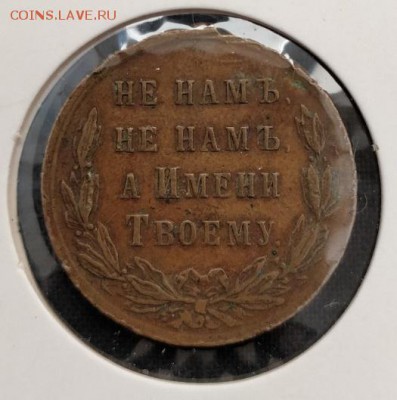 COINS.LAVE.RU
НЕ НАМЪ,
НЕ НАМЪ,
А ИМЕНИ
ТВОЕМУ.